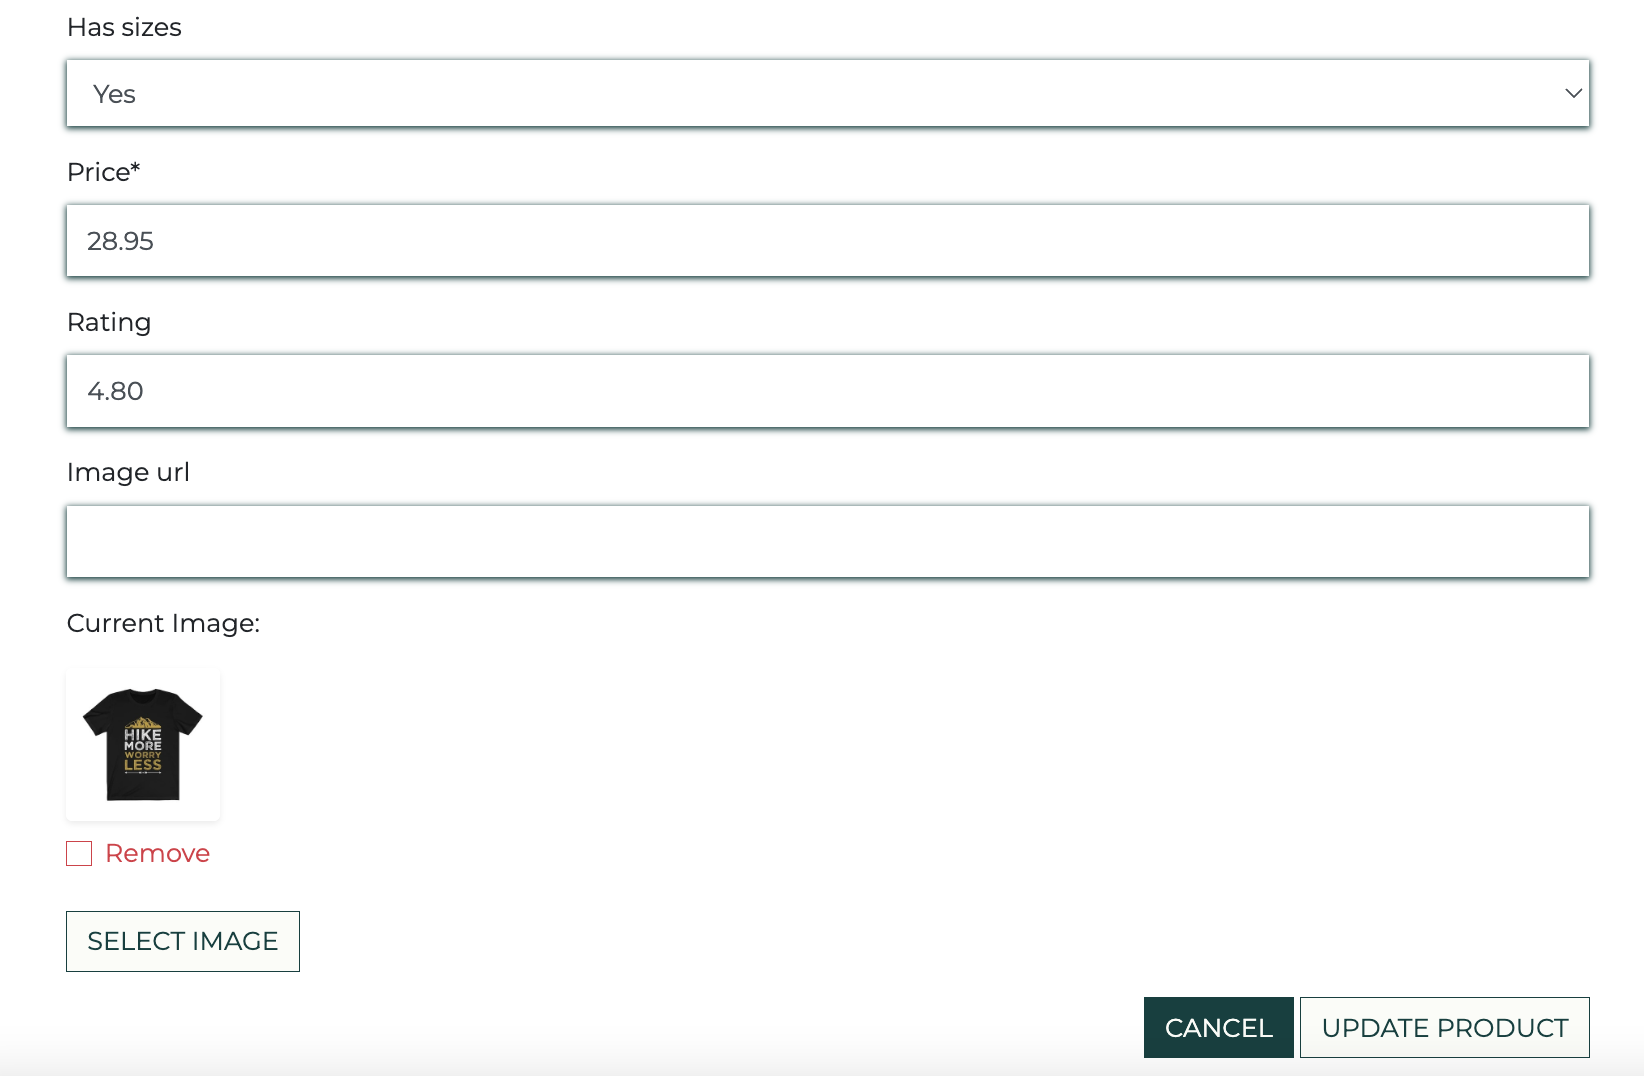 Has sizes
Yes
Price*
28.95
Rating
4.80
Image url
Current Image:
HIKE
MORE
WORRY
LESS
Remove
SELECT IMAGE
CANCEL
UPDATE PRODUCT